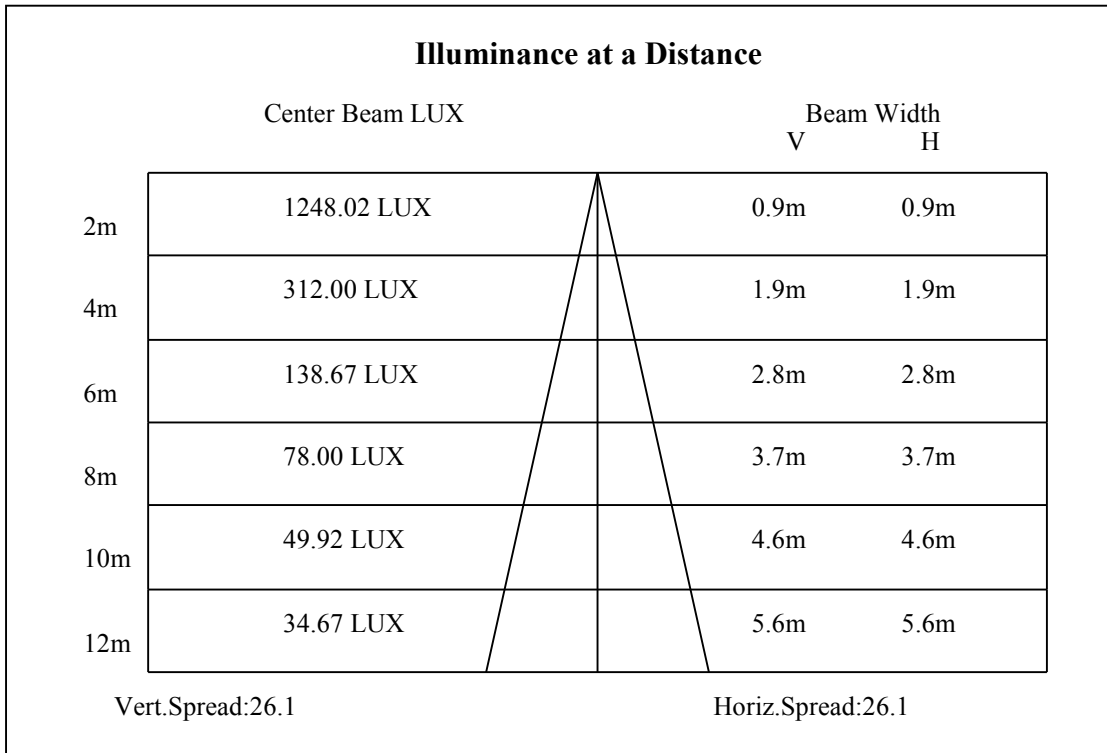 Illuminance at a Distance
Center Beam LUX Beam Width
V H
2m 1248.02 LUX 0.9m 0.9m
4m 312.00 LUX 1.9m 1.9m
6m 138.67 LUX 2.8m 2.8m
8m 78.00 LUX 3.7m 3.7m
10m 49.92 LUX 4.6m 4.6m
12m 34.67 LUX 5.6m 5.6m
Vert.Spread:26.1 Horiz.Spread:26.1